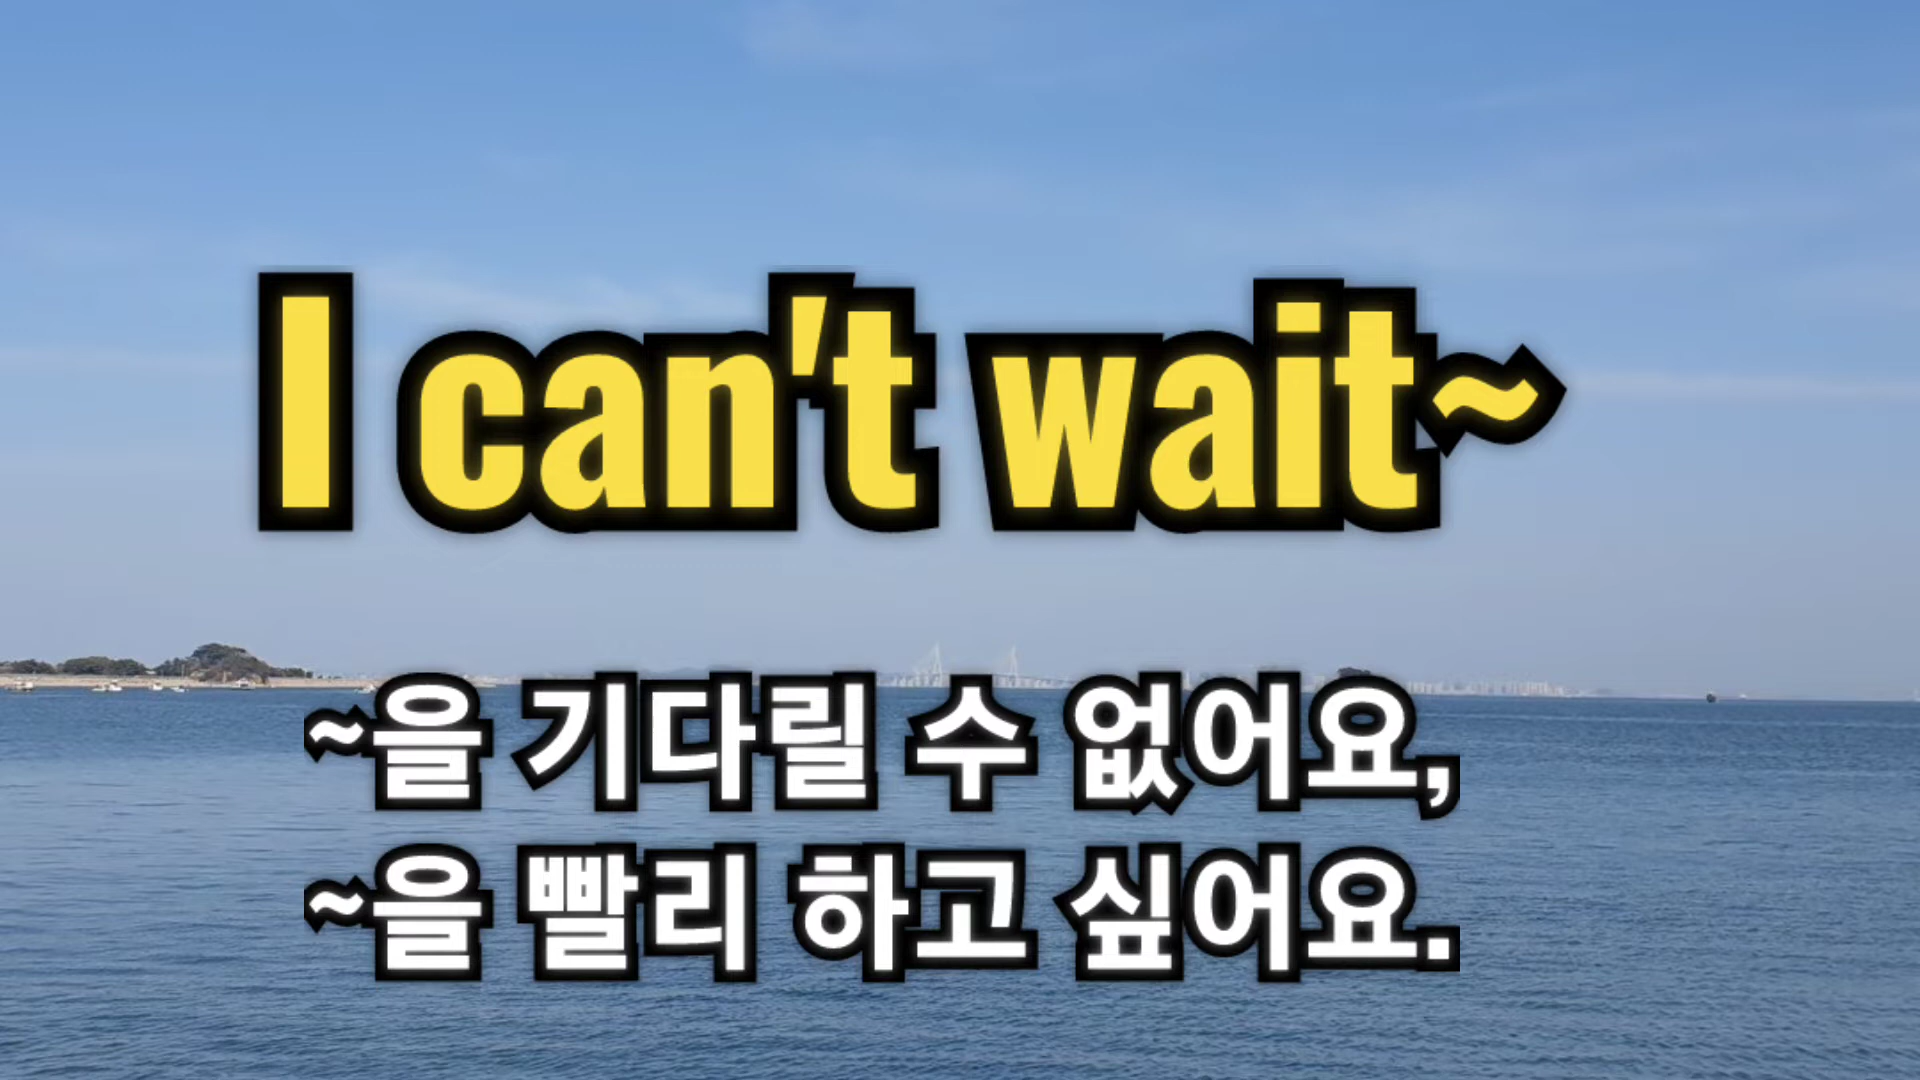 I can't wait~
~을 기다릴 수 없어요,
~을 빨리 하고 싶어요.